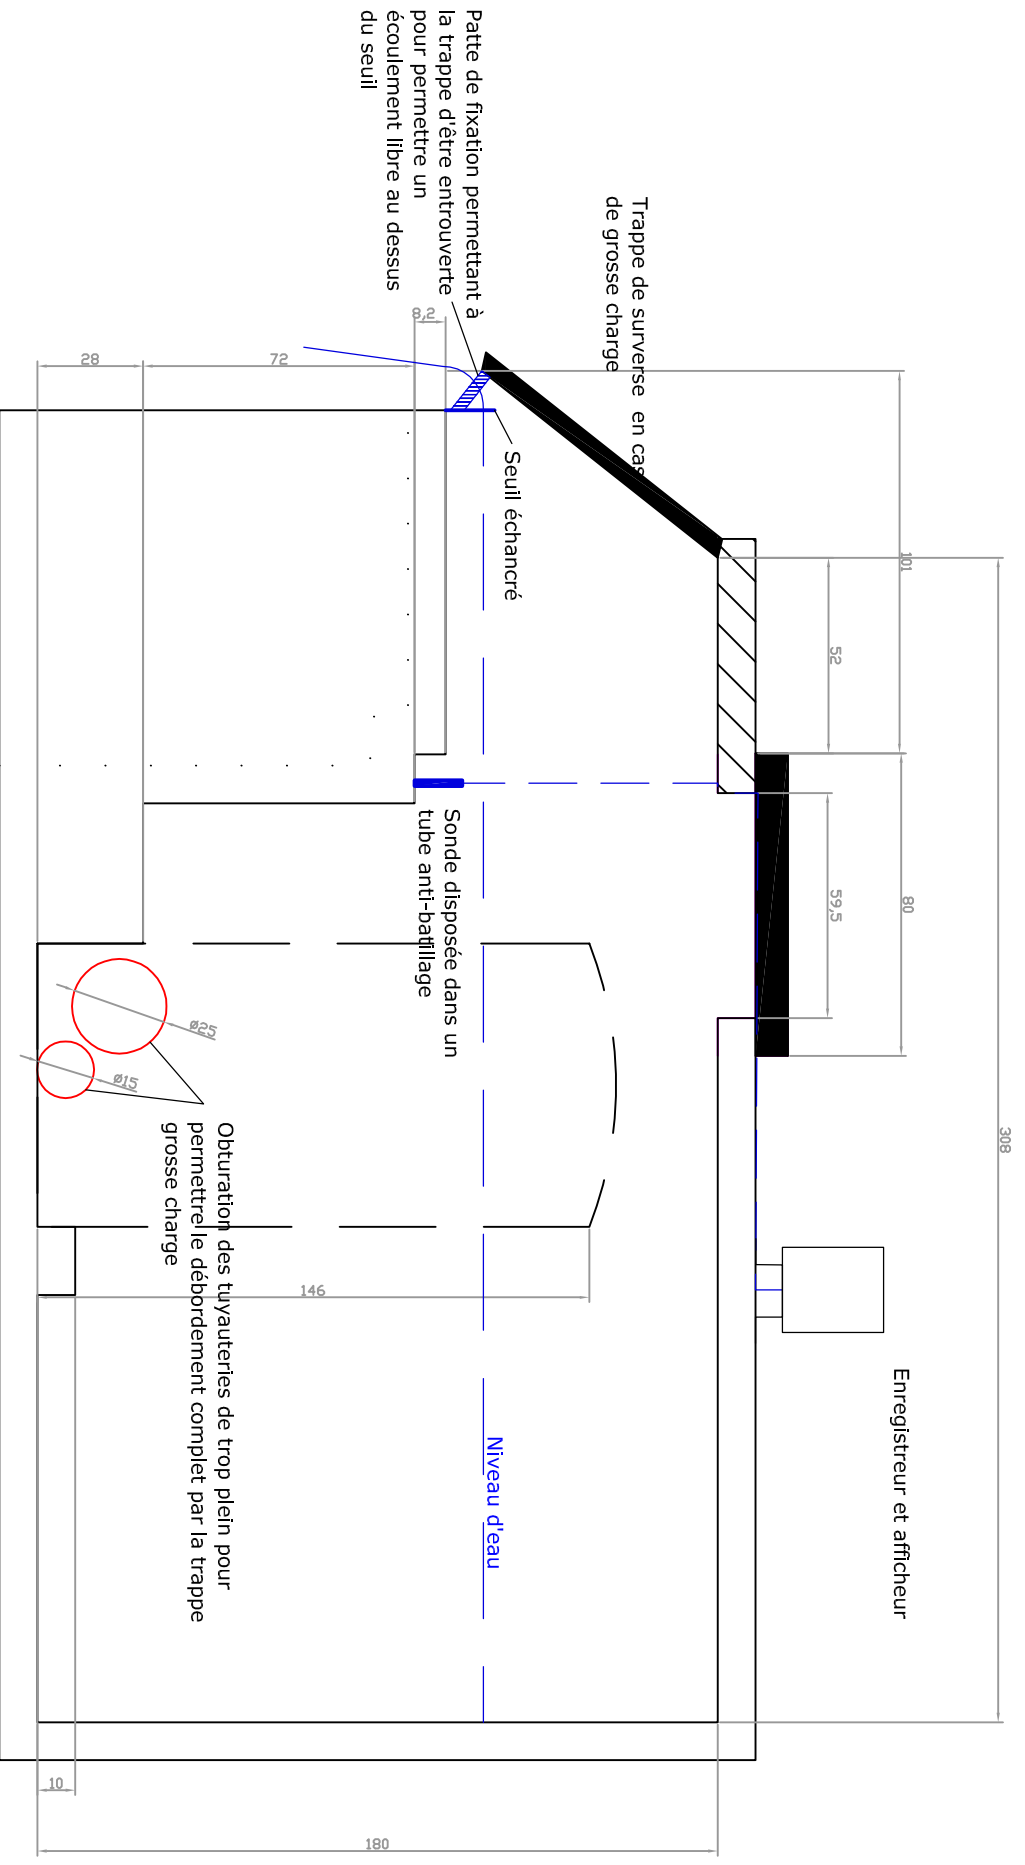 Patte de fixation permettant à
la trappe d'être entrouverte
pour permettre un
écoulement libre au dessus
du seuil
Trappe de surverse en cas
de grosse charge
8,2
28
72
Seuil échancré
101
52
59,5
80
Sonde disposée dans un
tube anti-batillage
ø25
ø15
308
Obturation des tuyauteries de trop plein pour
permettre le débordement complet par la trappe
grosse charge
146
Enregistreur et afficheur
Niveau d'eau
10
180